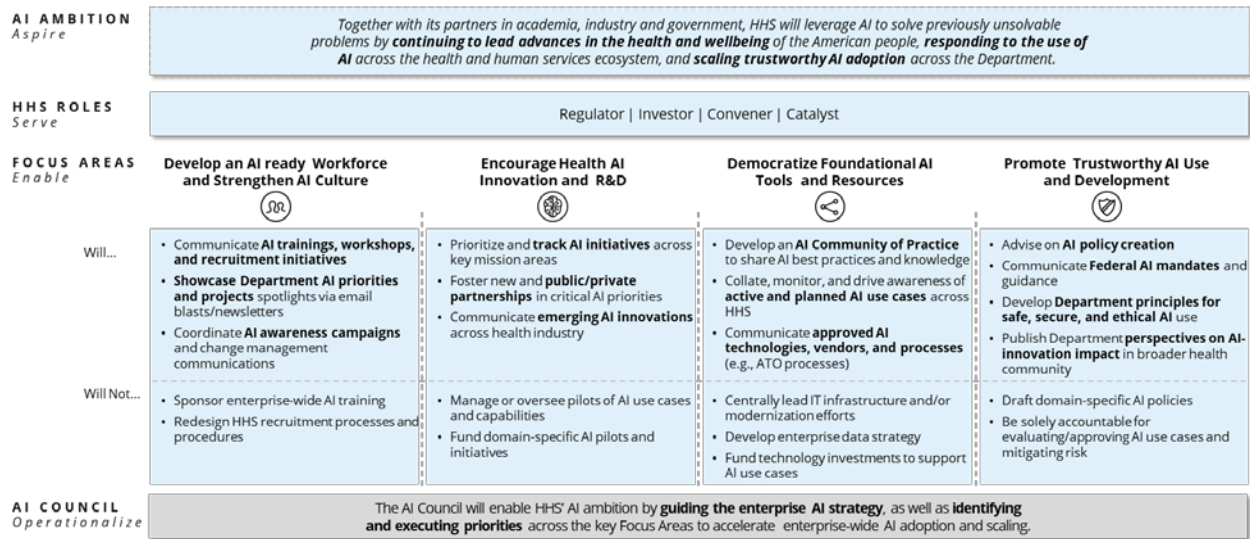 AI AMBITION
Aspire
Together with its partners in academia, industry and government, HHS will leverage AI to solve previously unsolvable
problems by continuing to lead advances in the health and wellbeing of the American people, responding to the use of
AI across the health and human services ecosystem, and scaling trustworthy AI adoption across the Department.
HHS ROLES
Serve
Regulator | Investor | Convener | Catalyst
FOCUS AREAS
Enable
Develop an AI ready Workforce
and Strengthen AI Culture
Encourage Health AI
Innovation and R&D
Democratize Foundational AI
Tools and Resources
Promote Trustworthy AI Use
and Development
Will...
• Communicate AI trainings, workshops,
and recruitment initiatives
• Showcase Department AI priorities
and projects spotlights via email
blasts/newsletters
• Coordinate AI awareness campaigns
and change management
communications
• Prioritize and track AI initiatives across
key mission areas
• Foster new and public/private
partnerships in critical AI priorities
• Communicate emerging AI innovations
across health industry
• Develop an AI Community of Practice
to share AI best practices and knowledge
• Collate, monitor, and drive awareness of
active and planned AI use cases across
HHS
• Communicate approved AI
technologies, vendors, and processes
(e.g., ATO processes)
• Advise on AI policy creation
• Communicate Federal AI mandates and
guidance
• Develop Department principles for
safe, secure, and ethical AI use
• Publish Department perspectives on AI-
innovation impact in broader health
community
Will Not...
• Sponsor enterprise-wide AI training
• Redesign HHS recruitment processes and
procedures
• Manage or oversee pilots of AI use cases
and capabilities
• Fund domain-specific AI pilots and
initiatives
• Centrally lead IT infrastructure and/or
modernization efforts
• Develop enterprise data strategy
• Fund technology investments to support
AI use cases
• Draft domain-specific AI policies
• Be solely accountable for
evaluating/approving AI use cases and
mitigating risk
AI COUNCIL
Operationalize
The AI Council will enable HHS' AI ambition by guiding the enterprise AI strategy, as well as identifying
and executing priorities across the key Focus Areas to accelerate enterprise-wide AI adoption and scaling.